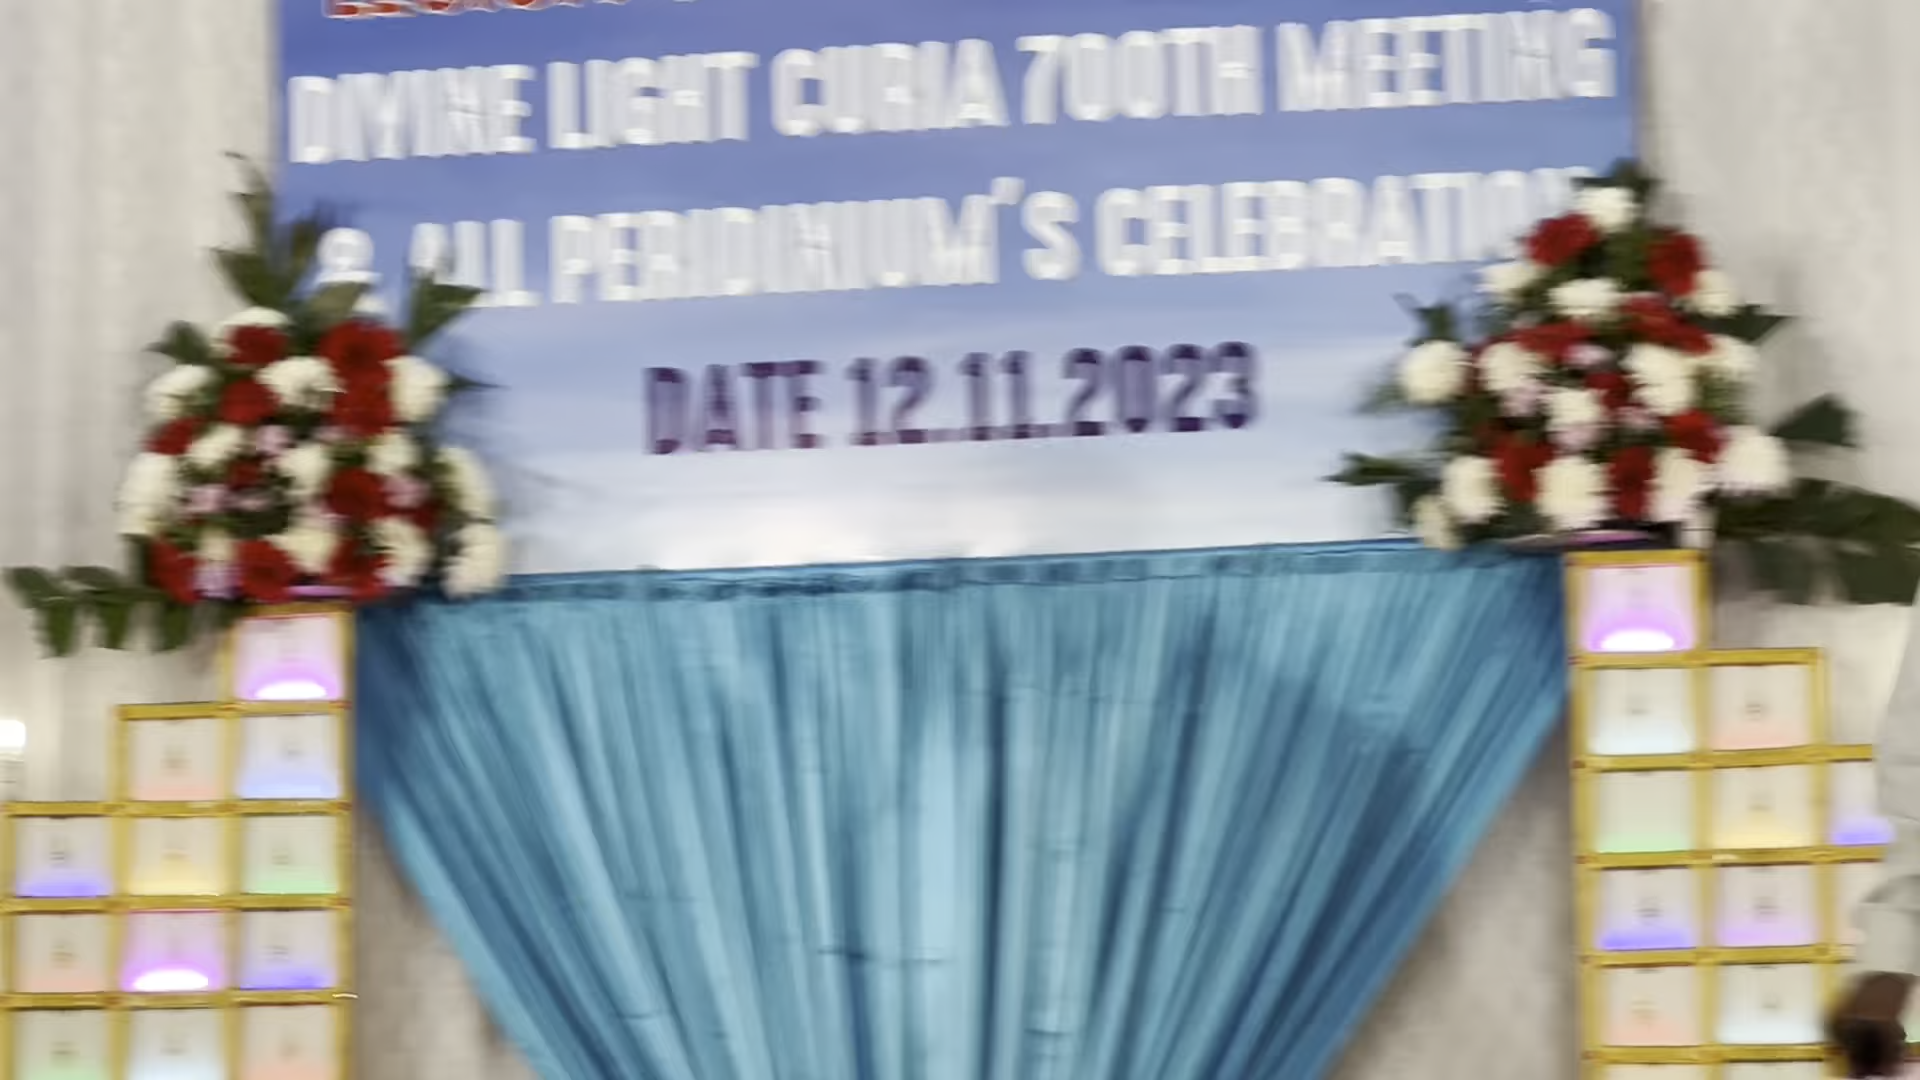 DIVINE LIGHT CURIA 700TH MEETING
& ALL PERIDINIUM'S CELEBRATION
DATE 12.11.2023